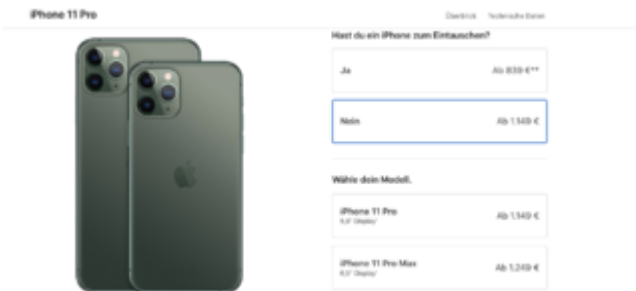 iPhone 11 Pro
Überblick Technische Daten
Hast du ein iPhone zum Eintauschen?
Ja Ab 839 €**
Nein Ab 1.149 €
Wähle dein Modell.
iPhone 11 Pro Ab 1.149 €
5,8" Display¹
iPhone 11 Pro Max Ab 1.249 €
6,5" Display¹